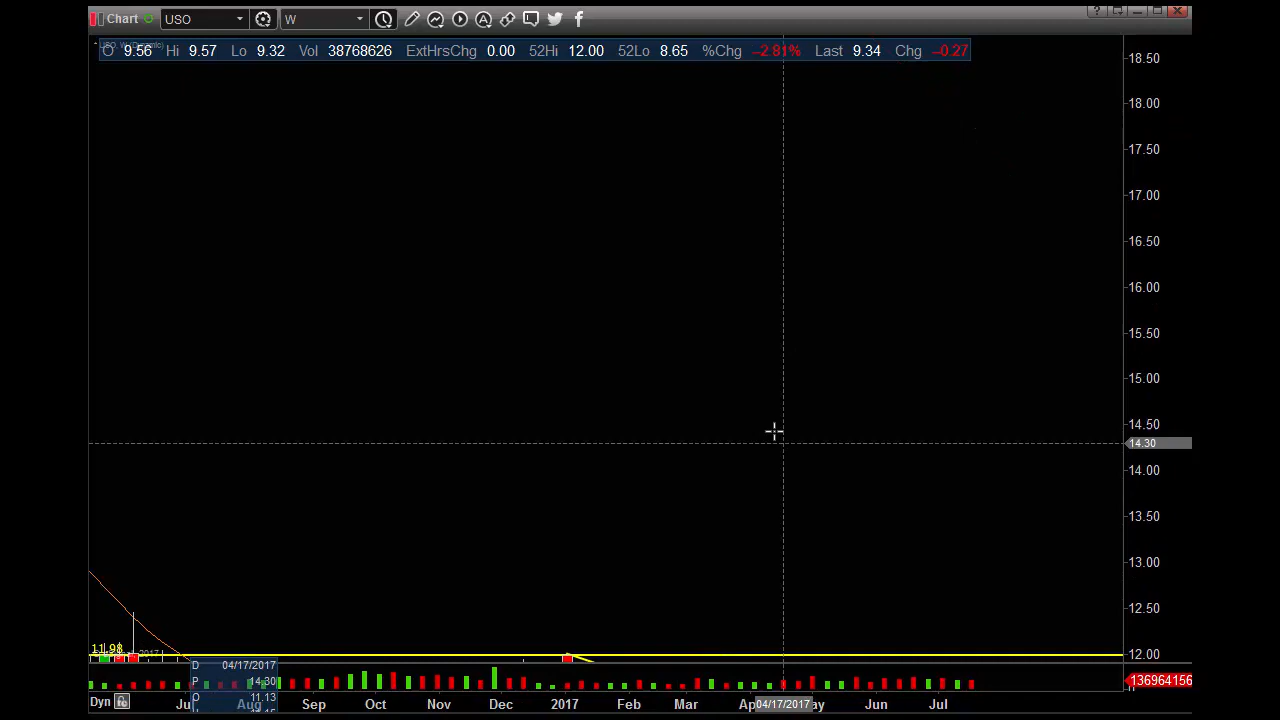 Chart USO W
O 9.56 Hi 9.57 Lo 9.32 Vol 38768626 ExtHrsChg 0.00 52Hi 12.00 52Lo 8.65 %Chg −2.81% Last 9.34 Chg −0.27
18.50
18.00
17.50
17.00
16.50
16.00
15.50
15.00
14.50
14.30
14.00
13.50
13.00
12.50
11.98
12.00
D 04/17/2017
P 14.30
O 11.13
136964156
Dyn Aug Sep Oct Nov Dec 2017 Feb Mar 04/17/2017 Jun Jul